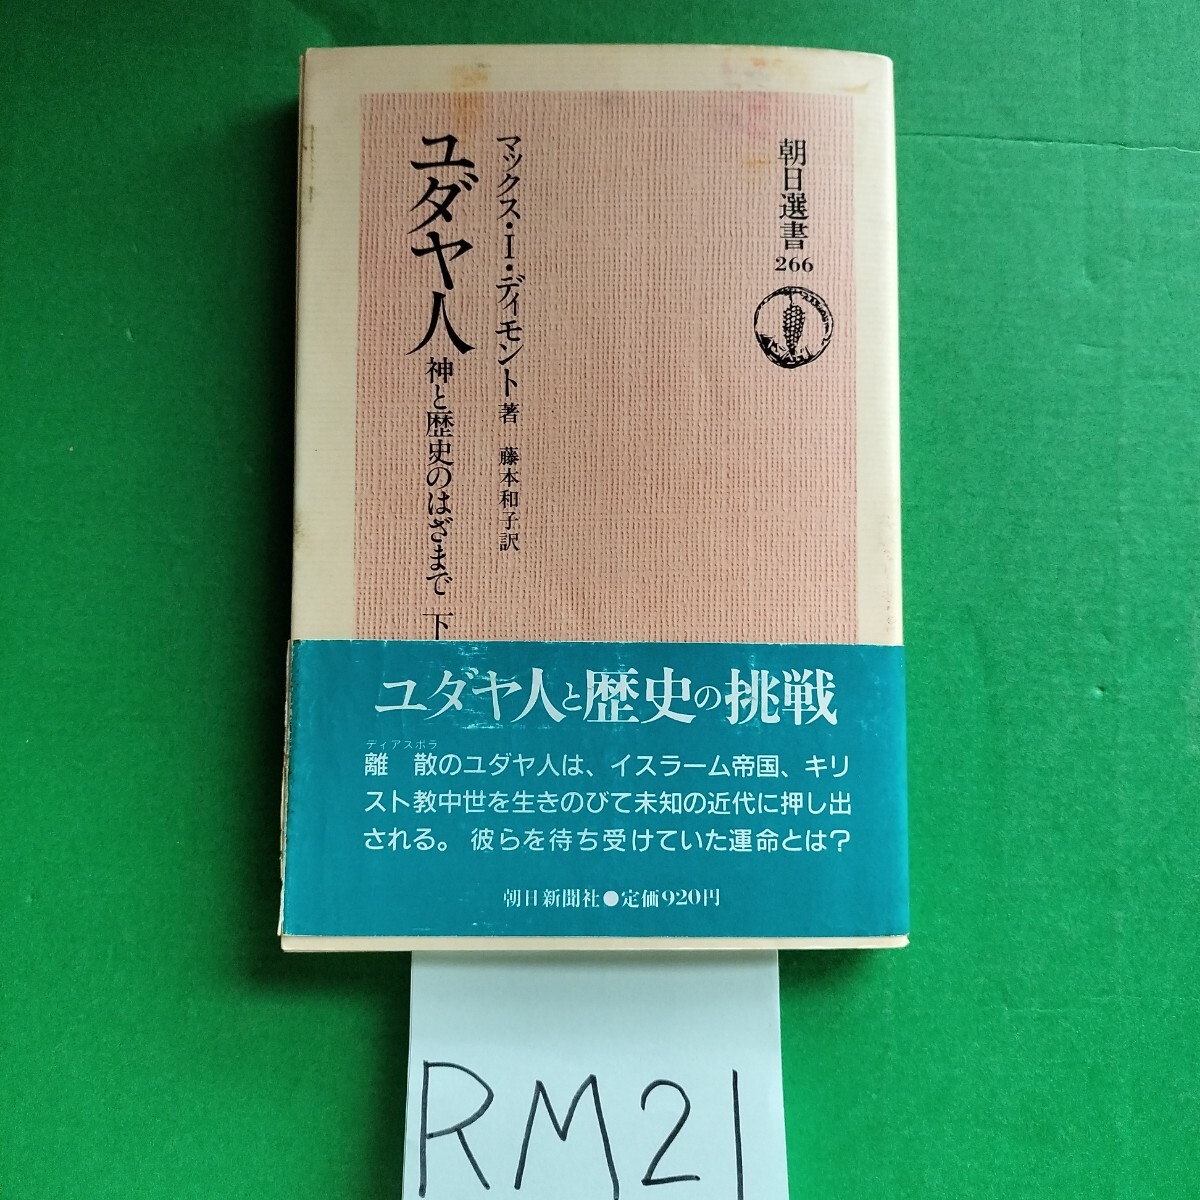 朝日選書
266
マックス・I・ディモント著 藤本和子訳
ユダヤ人 神と歴史のはざまで 下
ユダヤ人と歴史の挑戦
ディアスポラ
離散のユダヤ人は、イスラーム帝国、キリ
スト教中世を生きのびて未知の近代に押し出
される。彼らを待ち受けていた運命とは?
朝日新聞社●定価920円
RM21